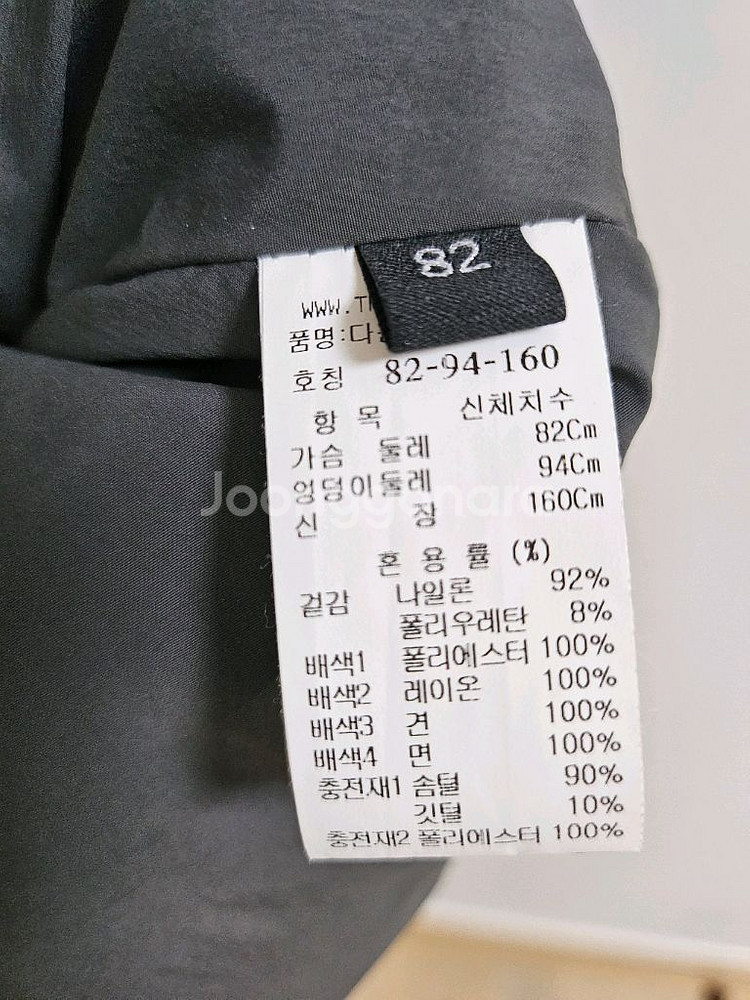 82
WWW.T
품명:다
호칭 82-94-160
항 목 신체치수
가슴 둘레 82Cm
엉덩이둘레 94Cm
신 장 160Cm
혼 용 률 (%)
겉감 나일론 92%
폴리우레탄 8%
배색1 폴리에스터 100%
배색2 레이온 100%
배색3 견 100%
배색4 면 100%
충전재1 솜털 90%
깃털 10%
충전재2 폴리에스터 100%
Joonggonara